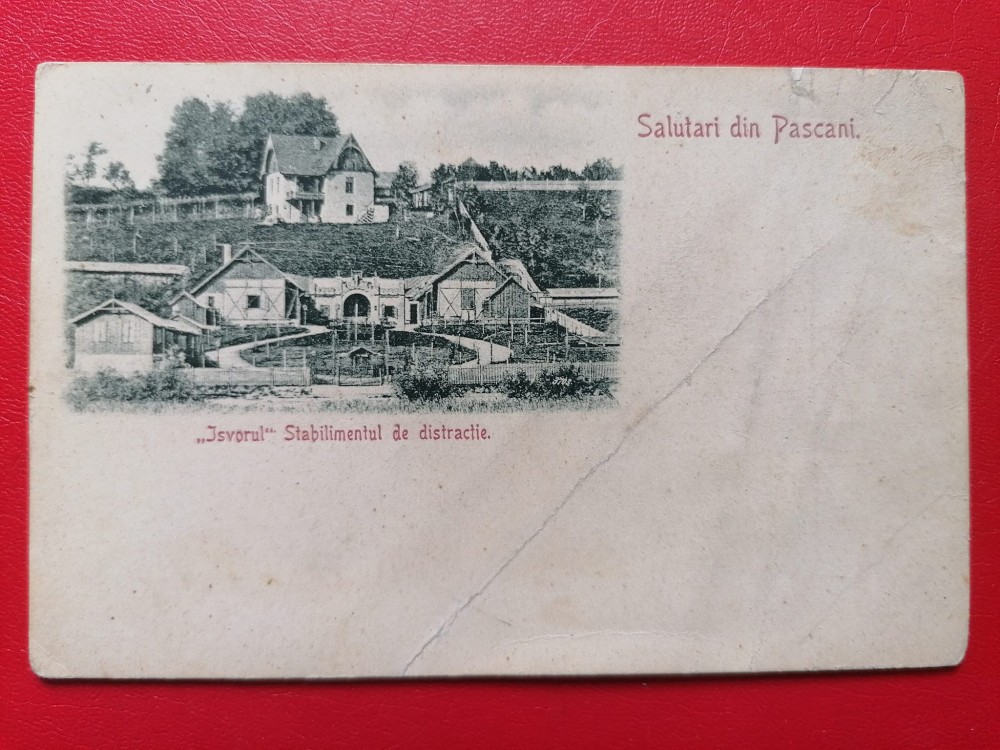 Salutari din Pascani.
„Isvorul“ Stabilimentul de distractie.